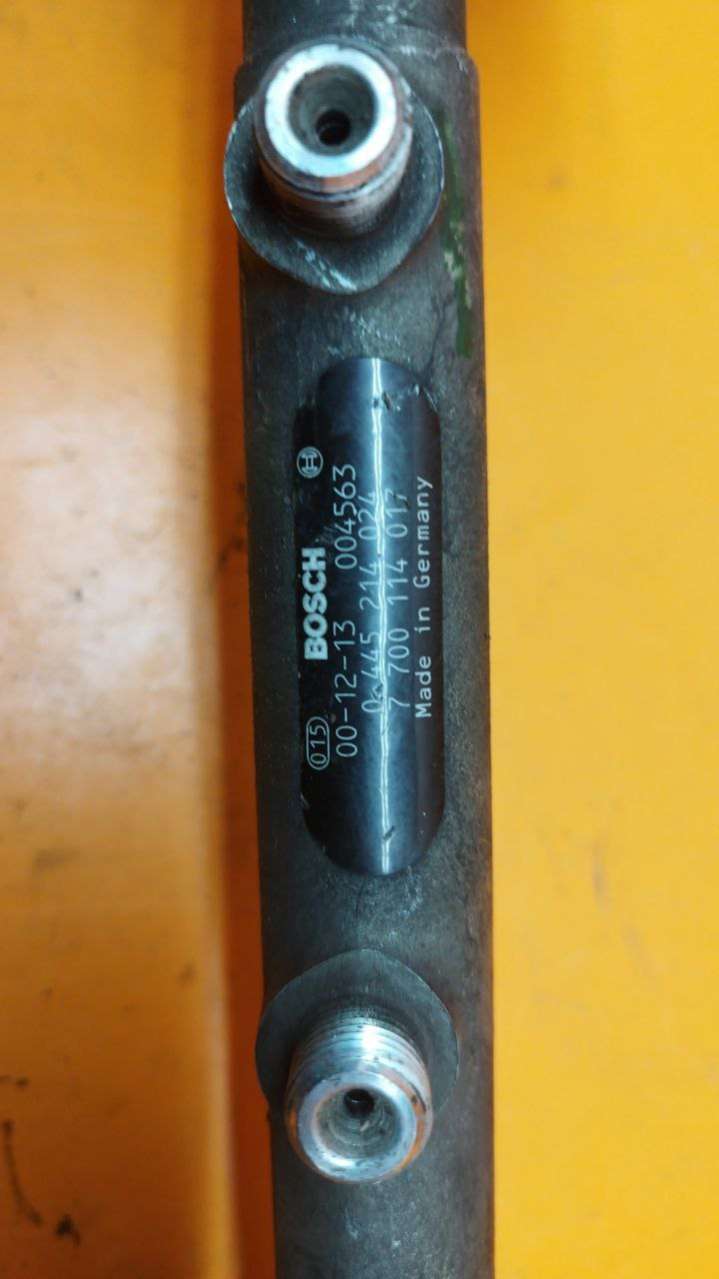 015 BOSCH
00-12-13 004563
0 445 214 024
7 700 114 017
Made in Germany